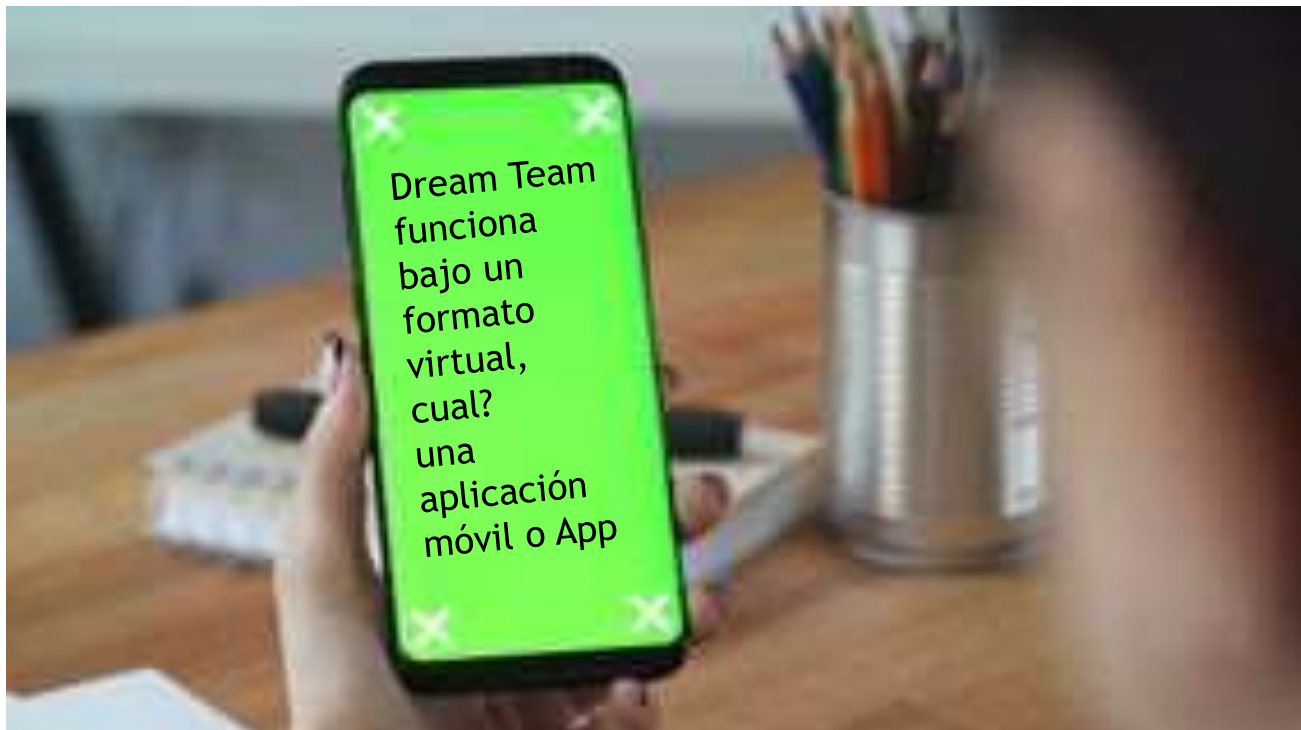 Dream Team
funciona
bajo un
formato
virtual,
cual?
una
aplicación
móvil o App